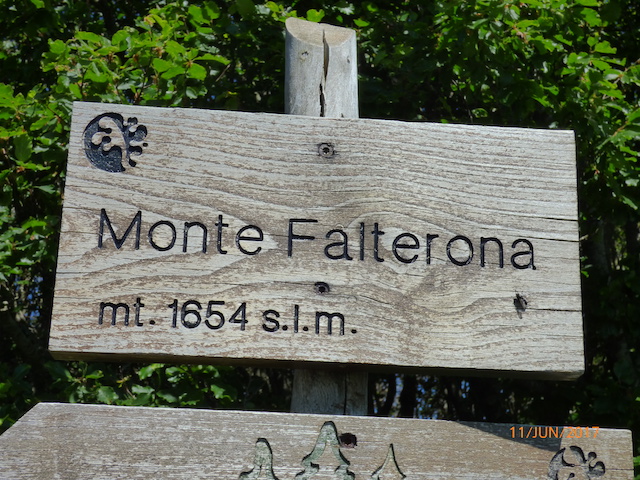 Monte Falterona
mt. 1654 s.l.m.
11/JUN/2017